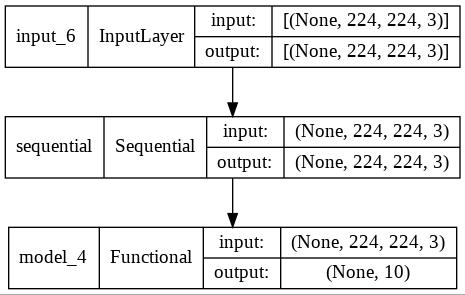 input_6 InputLayer input: [(None, 224, 224, 3)]
output: [(None, 224, 224, 3)]
sequential Sequential input: (None, 224, 224, 3)
output: (None, 224, 224, 3)
model_4 Functional input: (None, 224, 224, 3)
output: (None, 10)